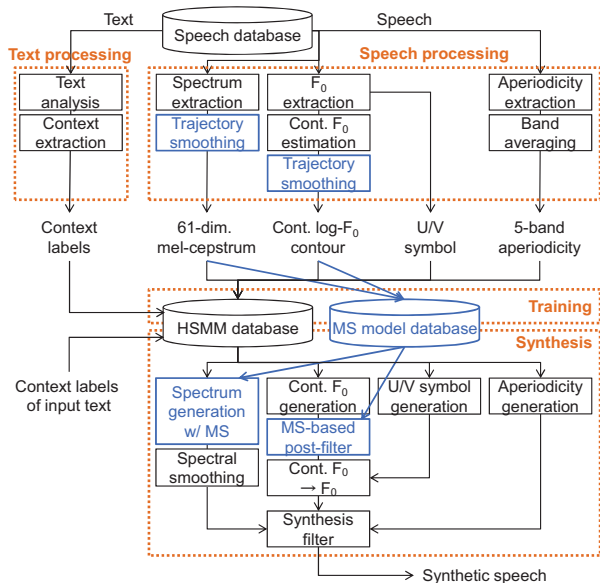 Text
Speech
Speech database
Text processing
Speech processing
Text
analysis
Context
extraction
Spectrum
extraction
Trajectory
smoothing
F₀
extraction
Cont. F₀
estimation
Trajectory
smoothing
Aperiodicity
extraction
Band
averaging
Context
labels
61-dim.
mel-cepstrum
Cont. log-F₀
contour
U/V
symbol
5-band
aperiodicity
Training
HSMM database
MS model database
Synthesis
Context labels
of input text
Spectrum
generation
w/ MS
Spectral
smoothing
Cont. F₀
generation
MS-based
post-filter
Cont. F₀
→ F₀
U/V symbol
generation
Aperiodicity
generation
Synthesis
filter
Synthetic speech